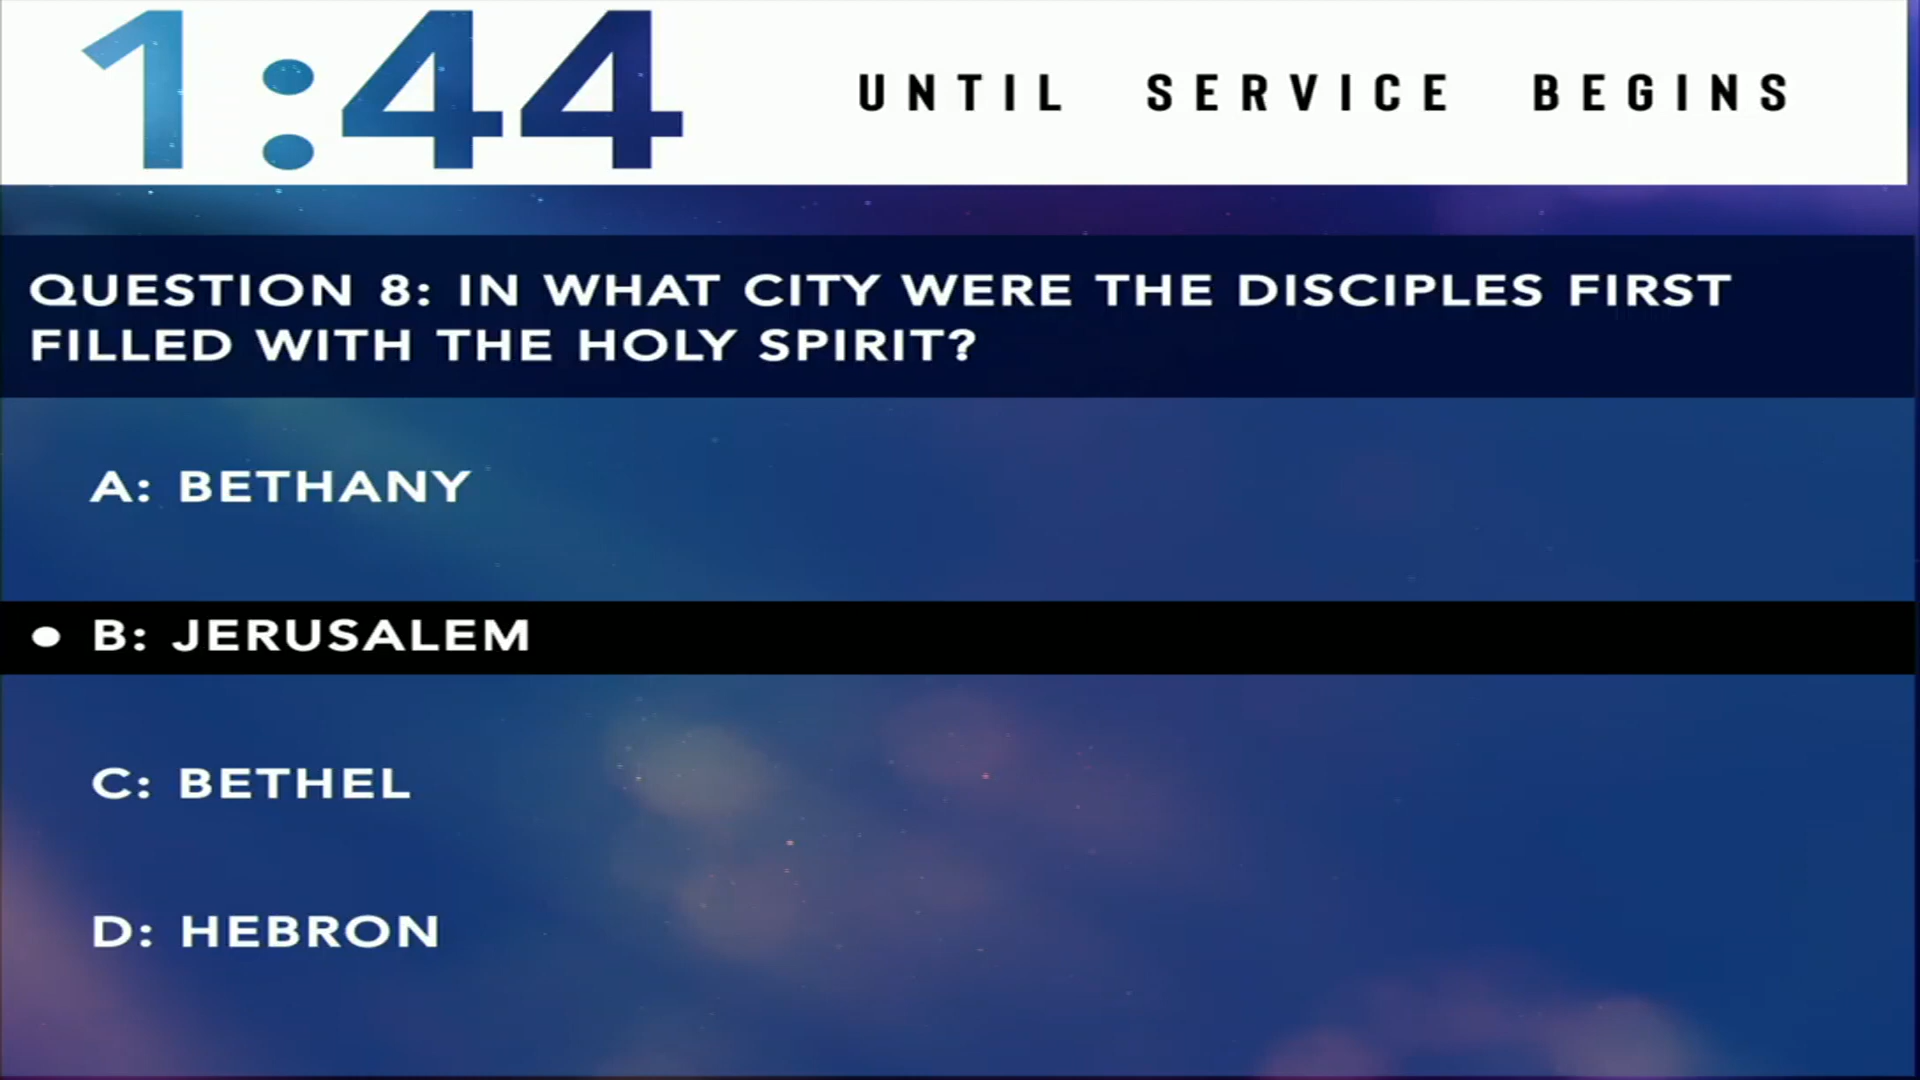 1:44 UNTIL SERVICE BEGINS
QUESTION 8: IN WHAT CITY WERE THE DISCIPLES FIRST
FILLED WITH THE HOLY SPIRIT?
A: BETHANY
● B: JERUSALEM
C: BETHEL
D: HEBRON